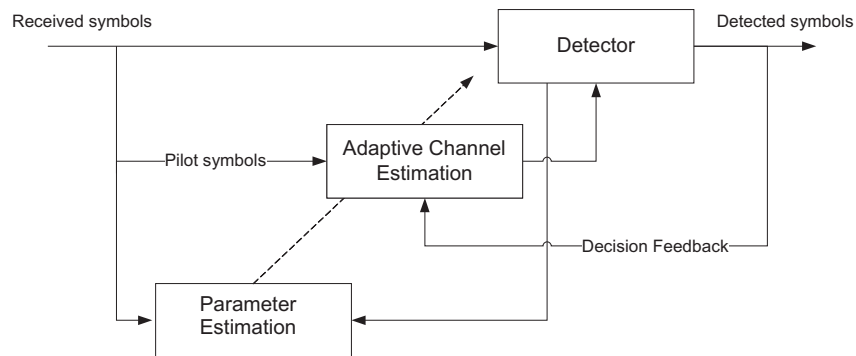 Received symbols
Detected symbols
Detector
Pilot symbols
Adaptive Channel
Estimation
Decision Feedback
Parameter
Estimation